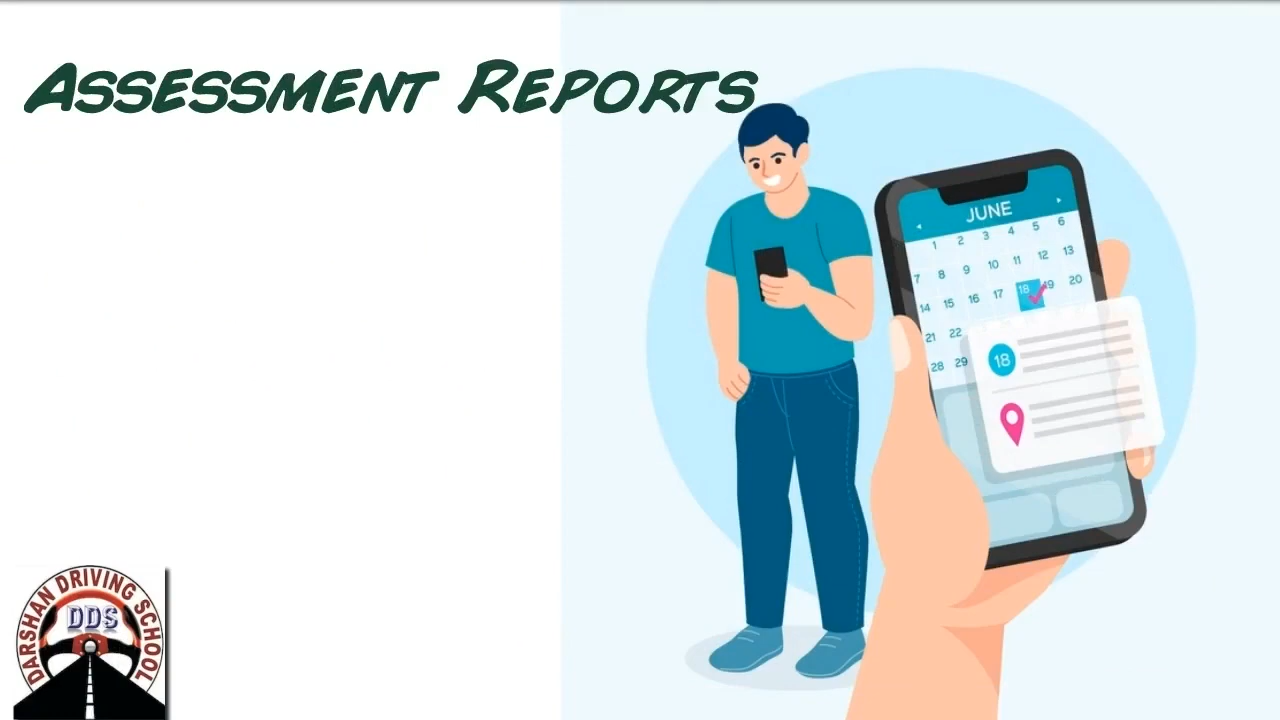 Assessment Reports
JUNE
1 2 3 4 5 6
7 8 9 10 11 12 13
14 15 16 17 18 19 20
21 22
28 29
18
DARSHAN DRIVING SCHOOL
DDS